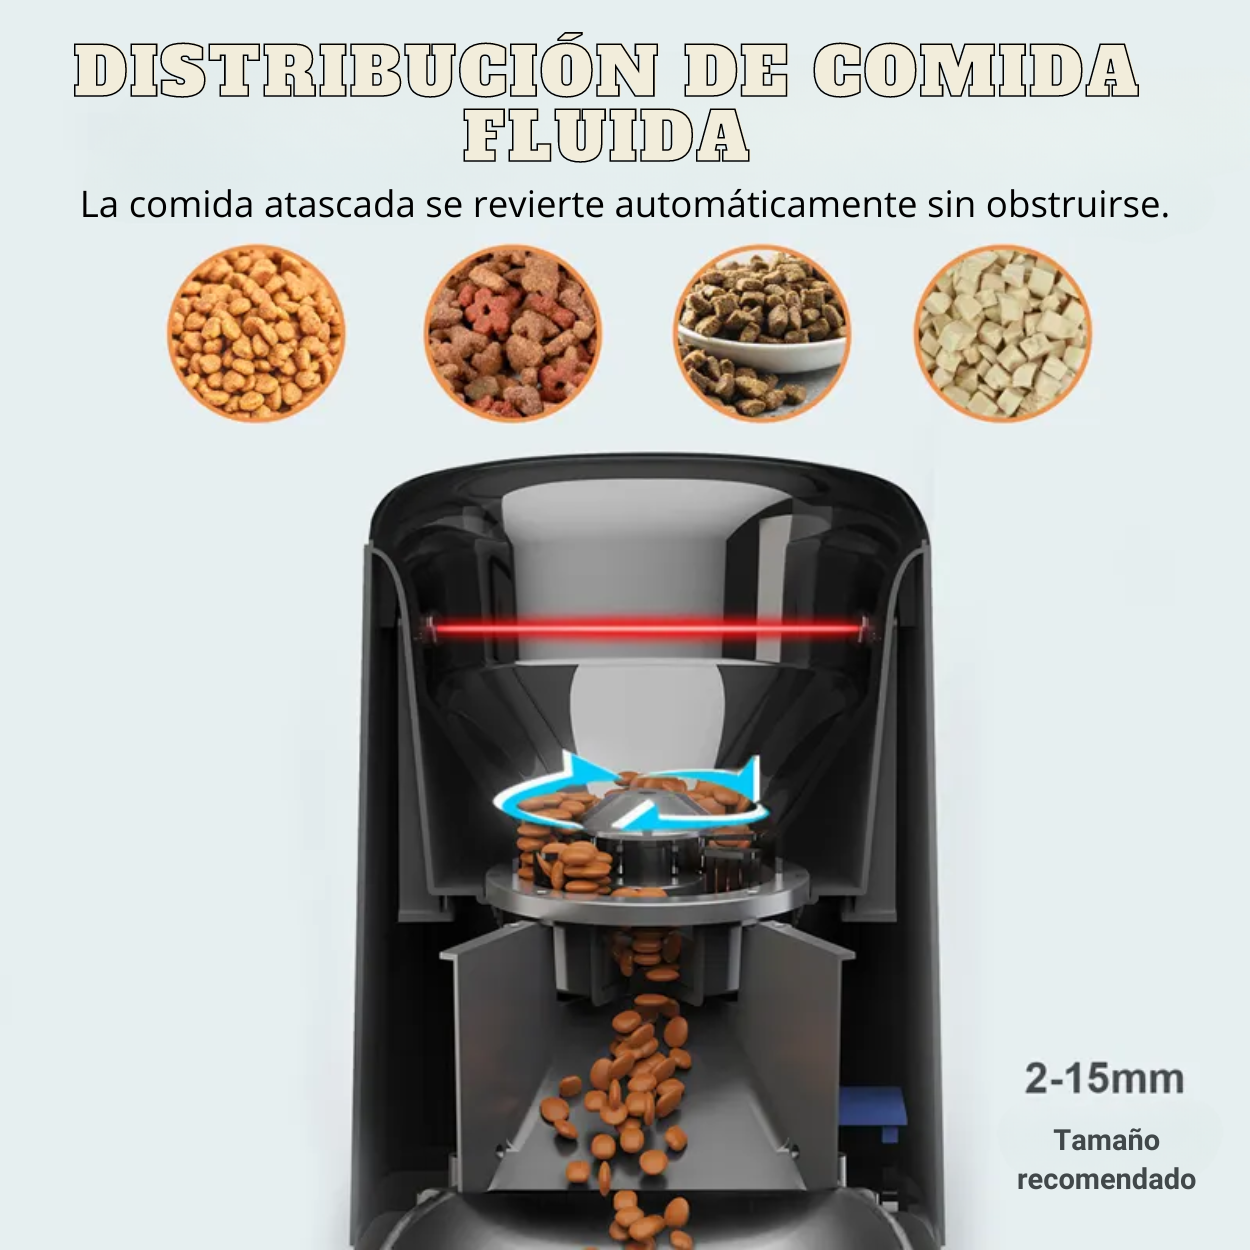 DISTRIBUCIÓN DE COMIDA
FLUIDA
La comida atascada se revierte automáticamente sin obstruirse.
2-15mm
Tamaño
recomendado